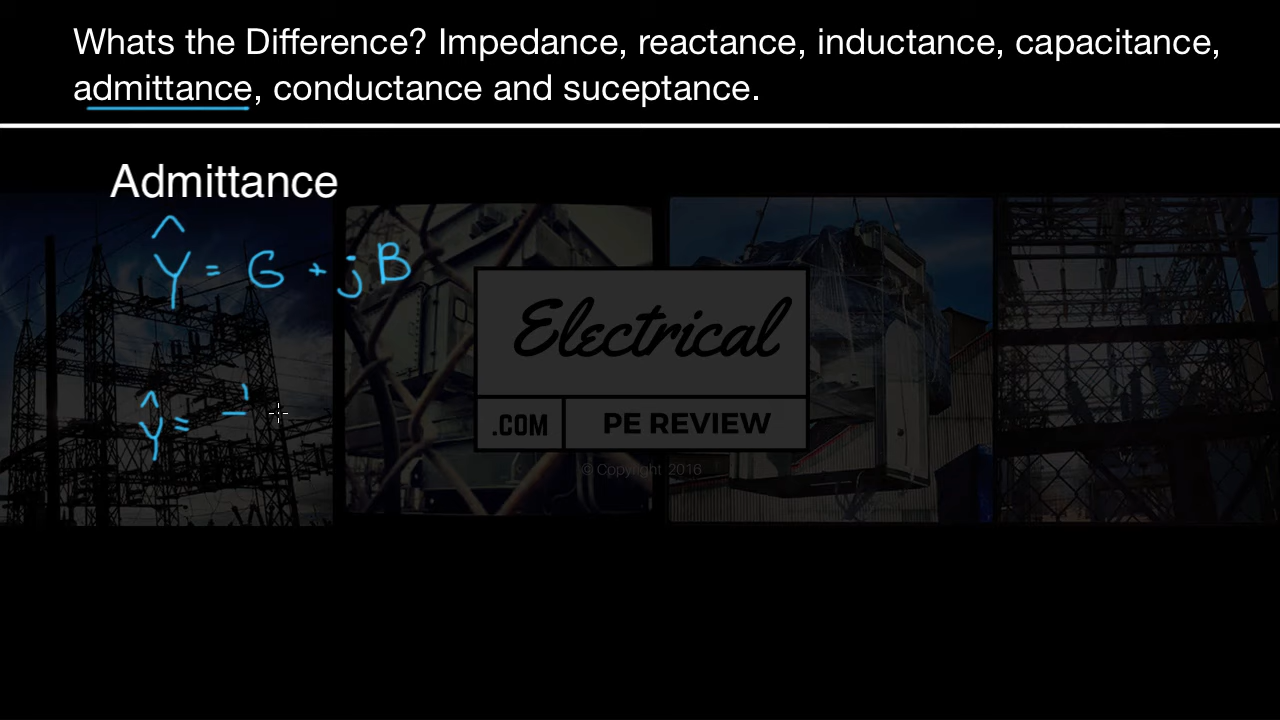 Whats the Difference? Impedance, reactance, inductance, capacitance,
admittance, conductance and suceptance.
Admittance
Ŷ = G + jB
Electrical
.COM PE REVIEW
ŷ = 1
© Copyright 2016